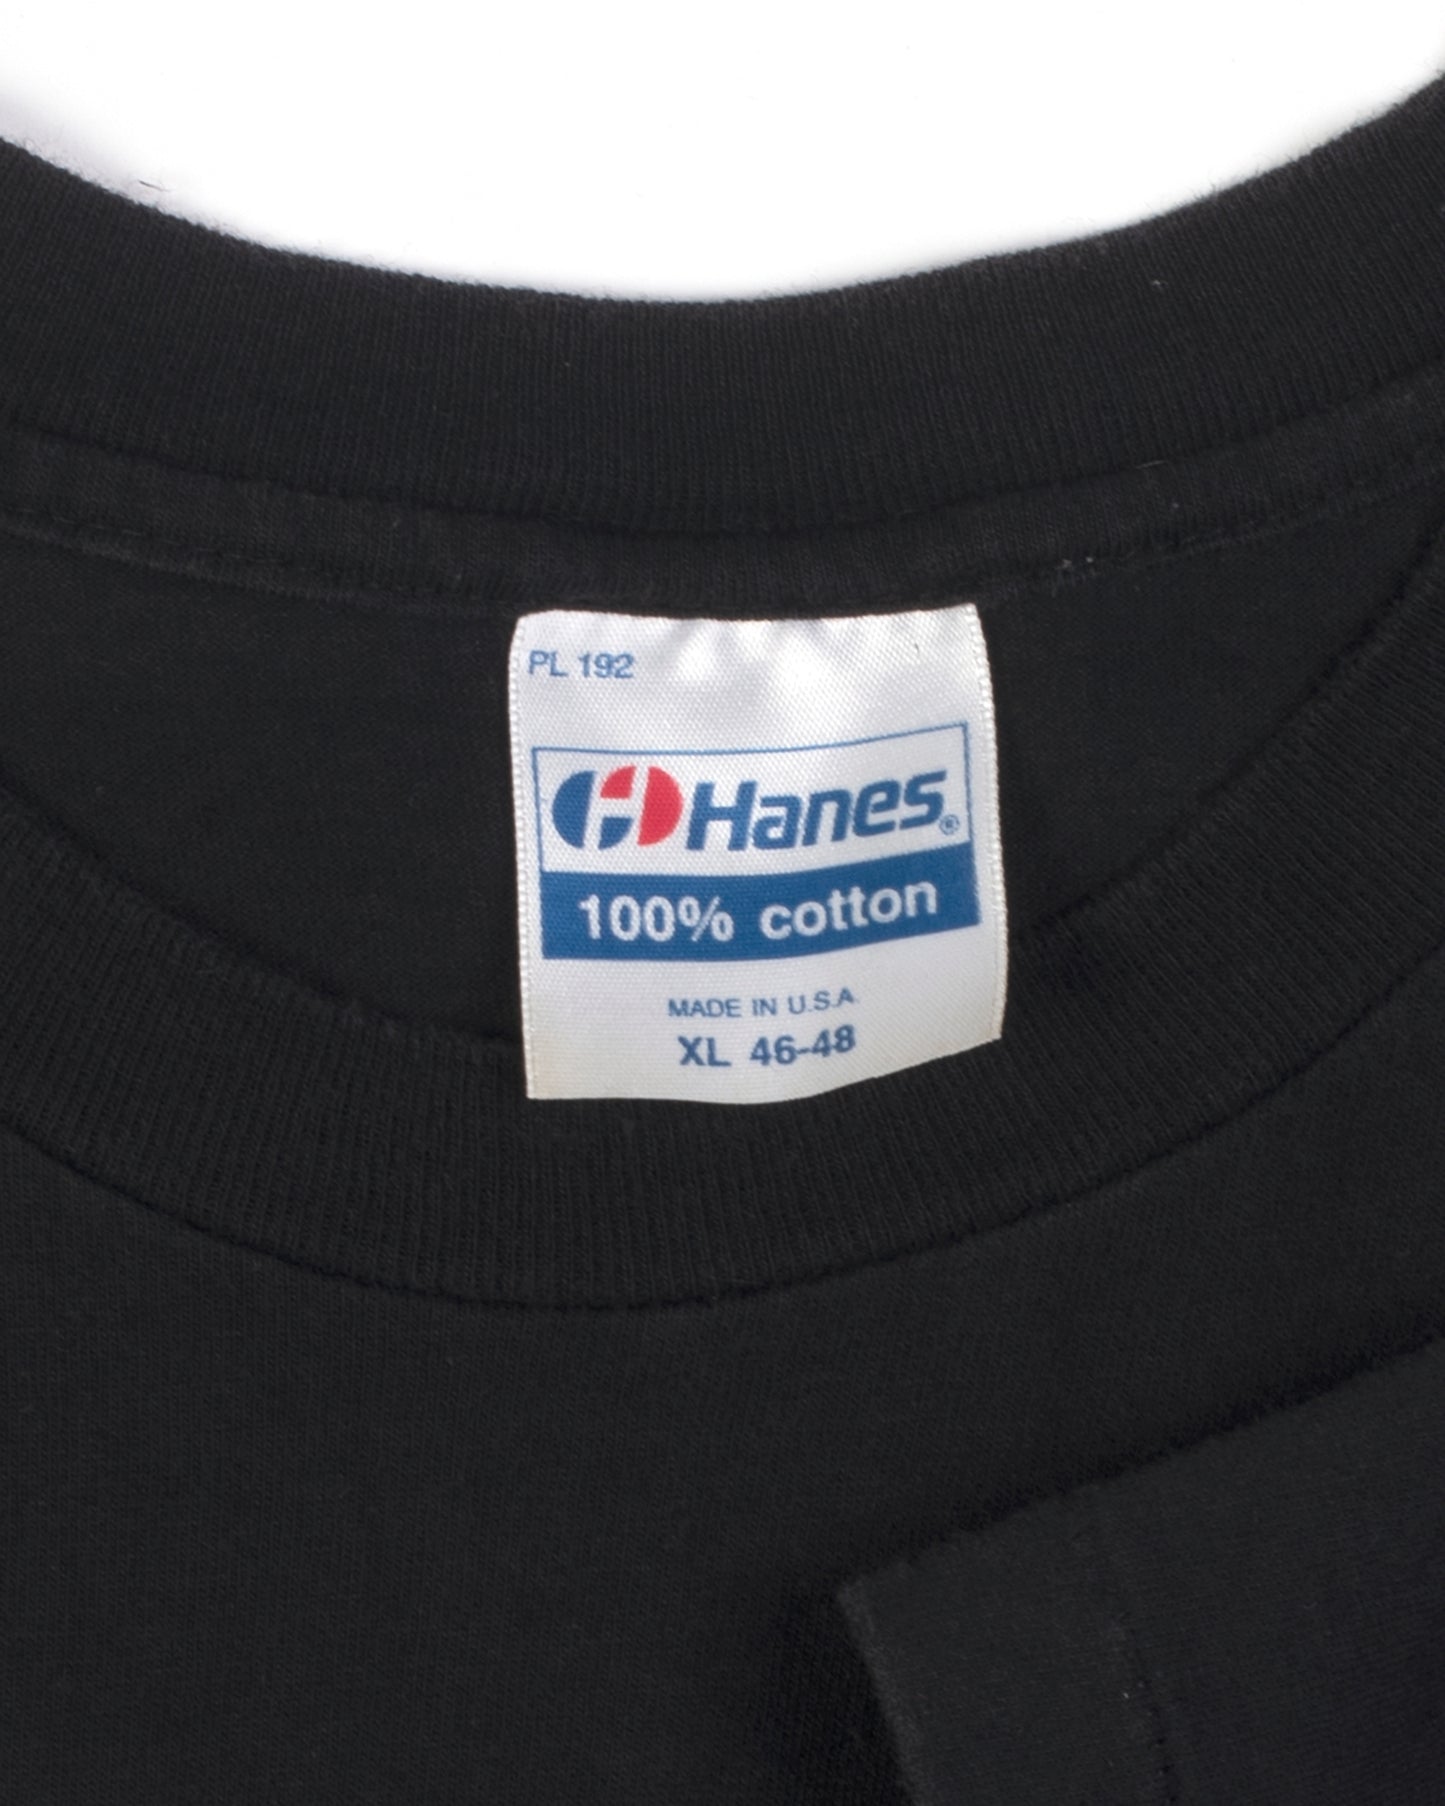 PL 192
Hanes®
100% cotton
MADE IN U.S.A.
XL 46-48